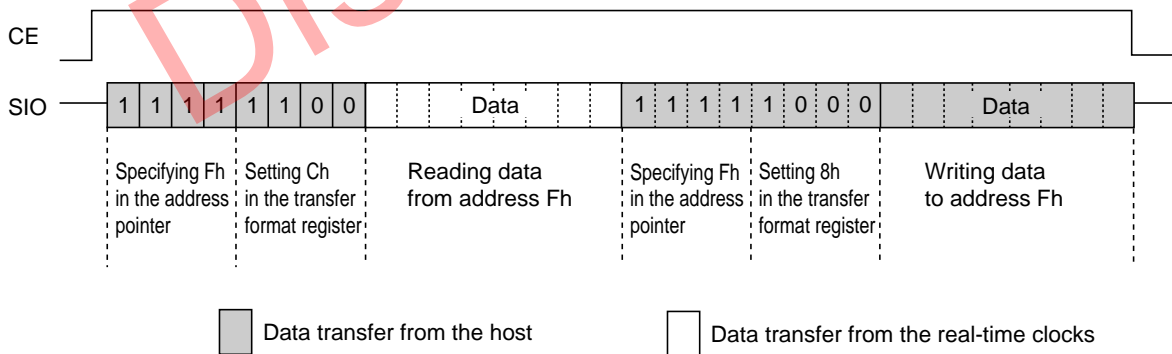 CE
SIO 1 1 1 1 1 1 0 0 Data 1 1 1 1 1 0 0 0 Data
Specifying Fh
in the address
pointer
Setting Ch
in the transfer
format register
Reading data
from address Fh
Specifying Fh
in the address
pointer
Setting 8h
in the transfer
format register
Writing data
to address Fh
Data transfer from the host
Data transfer from the real-time clocks